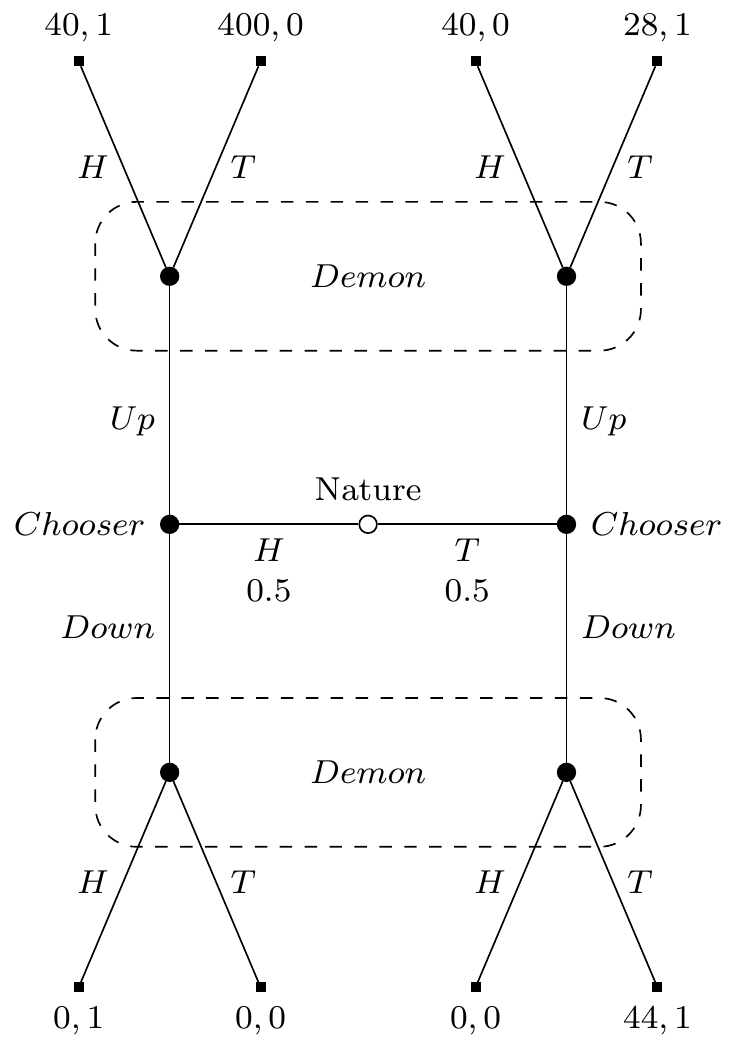 40, 1 400, 0 40, 0 28, 1
H T H T
Demon
Up Up
Nature
Chooser Chooser
H T
0.5 0.5
Down Down
Demon
H T H T
0, 1 0, 0 0, 0 44, 1